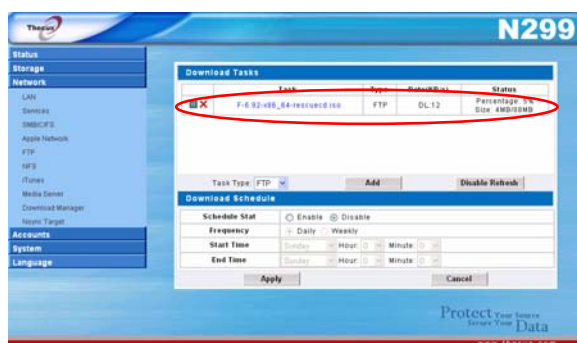 Thecus
N299
Status
Storage
Network
LAN
Services
SMB/CIFS
Apple Network
FTP
NFS
iTunes
Media Server
Download Manager
Nsync Target
Accounts
System
Language
Download Tasks
Task Type Status
F-6.92-x86_64-rescuecd.iso FTP DL:12 Percentage: 5%
Size: 4MB/88MB
Task Type: FTP Add Disable Refresh
Download Schedule
Schedule Stat Enable Disable
Frequency Daily Weekly
Start Time Sunday Hour: 0 Minute: 0
End Time Sunday Hour: 0 Minute: 0
Apply Cancel
Protect Your Source
Secure Your Data